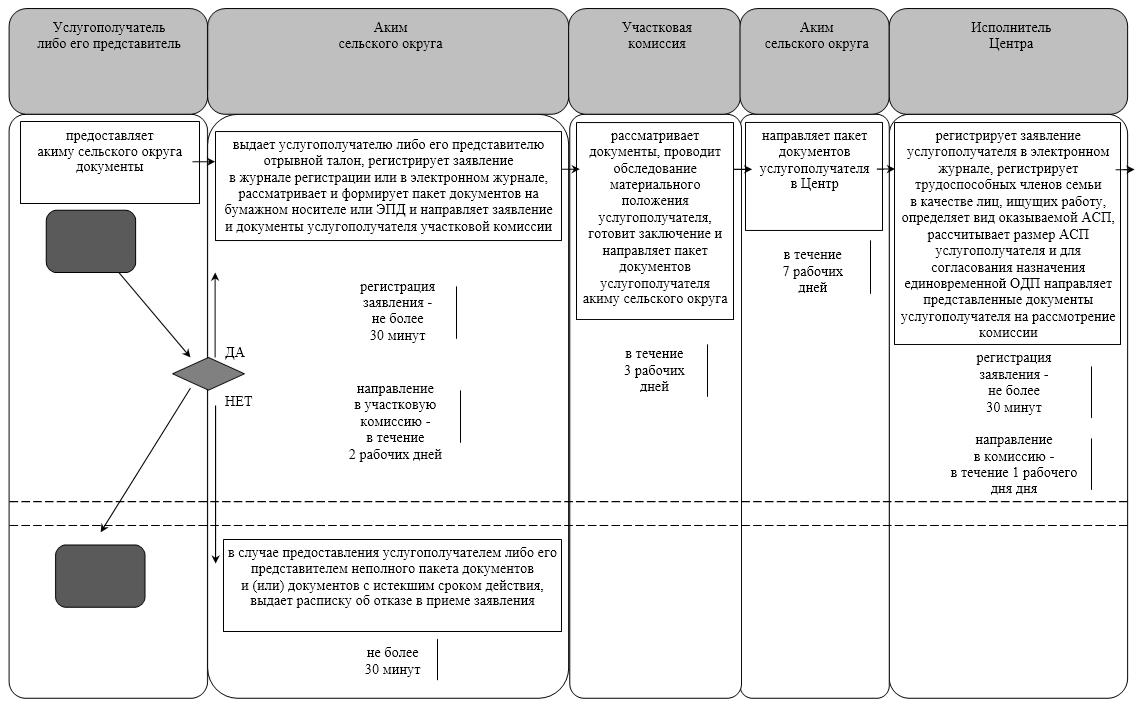 Услугополучатель
либо его представитель
Аким
сельского округа
Участковая
комиссия
Аким
сельского округа
Исполнитель
Центра
предоставляет
акиму сельского округа
документы
выдает услугополучателю либо его представителю
отрывной талон, регистрирует заявление
в журнале регистрации или в электронном журнале,
рассматривает и формирует пакет документов на
бумажном носителе или ЭПД и направляет заявление
и документы услугополучателя участковой комиссии
регистрация
заявления -
не более
30 минут
ДА
НЕТ
направление
в участковую
комиссию -
в течение
2 рабочих дней
в случае предоставления услугополучателем либо его
представителем неполного пакета документов
и (или) документов с истекшим сроком действия,
выдает расписку об отказе в приеме заявления
не более
30 минут
рассматривает
документы, проводит
обследование
материального
положения
услугополучателя,
готовит заключение и
направляет пакет
документов
услугополучателя
акиму сельского округа
в течение
3 рабочих
дней
направляет пакет
документов
услугополучателя
в Центр
в течение
7 рабочих
дней
регистрирует заявление
услугополучателя в электронном
журнале, регистрирует
трудоспособных членов семьи
в качестве лиц, ищущих работу,
определяет вид оказываемой АСП,
рассчитывает размер АСП
услугополучателя и для
согласования назначения
единовременной ОДП направляет
представленные документы
услугополучателя на рассмотрение
комиссии
регистрация
заявления -
не более
30 минут
направление
в комиссию -
в течение 1 рабочего
дня дня